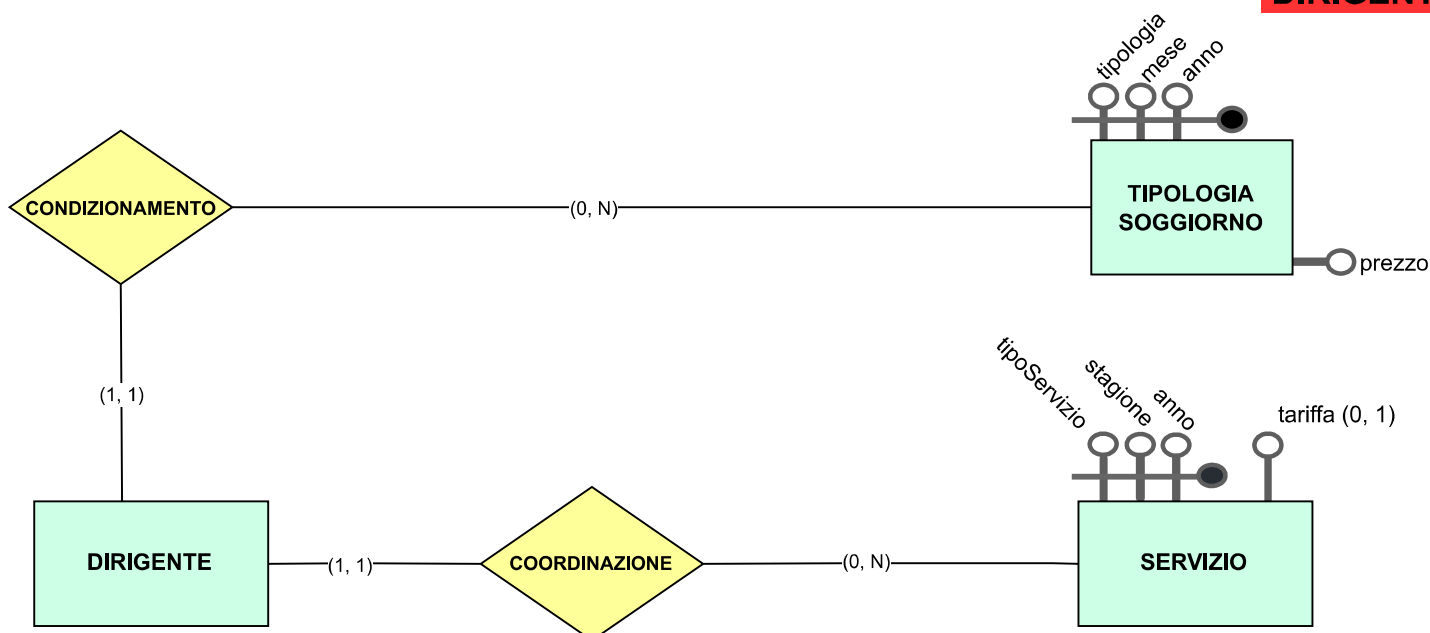 tipologia
mese
anno
CONDIZIONAMENTO
(0, N)
TIPOLOGIA
SOGGIORNO
prezzo
(1, 1)
tipoServizio
stagione
anno
tariffa (0, 1)
DIRIGENTE
(1, 1)
COORDINAZIONE
(0, N)
SERVIZIO